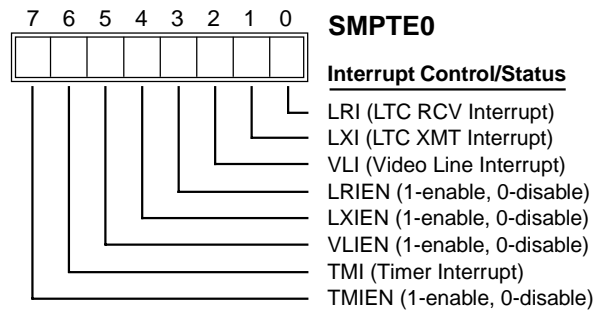 7 6 5 4 3 2 1 0
SMPTE0
Interrupt Control/Status
LRI (LTC RCV Interrupt)
LXI (LTC XMT Interrupt)
VLI (Video Line Interrupt)
LRIEN (1-enable, 0-disable)
LXIEN (1-enable, 0-disable)
VLIEN (1-enable, 0-disable)
TMI (Timer Interrupt)
TMIEN (1-enable, 0-disable)